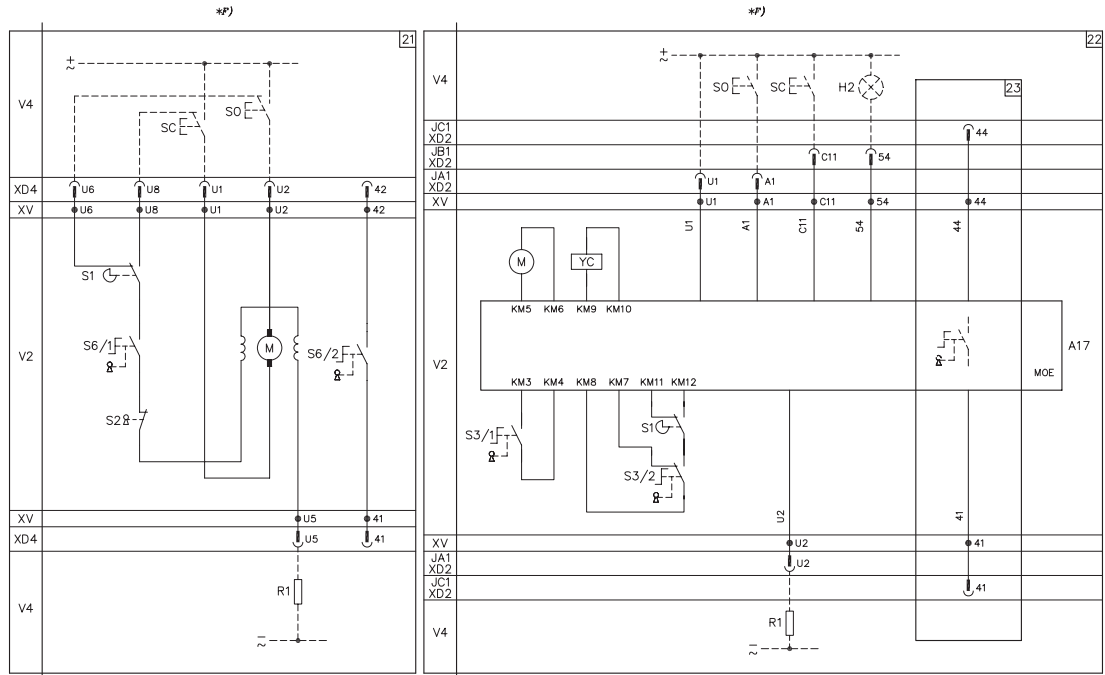 *F)
*F)
21
22
+
~
V4
SC
SO
XD4
U6
U8
U1
U2
42
XV
U6
U8
U1
U2
42
V2
S1
S6/1
S2
M
S6/2
XV
U5
41
XD4
U5
41
V4
R1
–
~
+
~
V4
SO
SC
H2
23
JC1
XD2
44
JB1
XD2
C11
54
JA1
XD2
U1
A1
XV
U1
A1
C11
54
44
U1
A1
C11
54
44
M
YC
KM5
KM6
KM9
KM10
V2
A17
MOE
KM3
KM4
KM8
KM7
KM11
KM12
S3/1
S1
S3/2
U2
41
XV
U2
41
JA1
XD2
U2
JC1
XD2
41
V4
R1
–
~